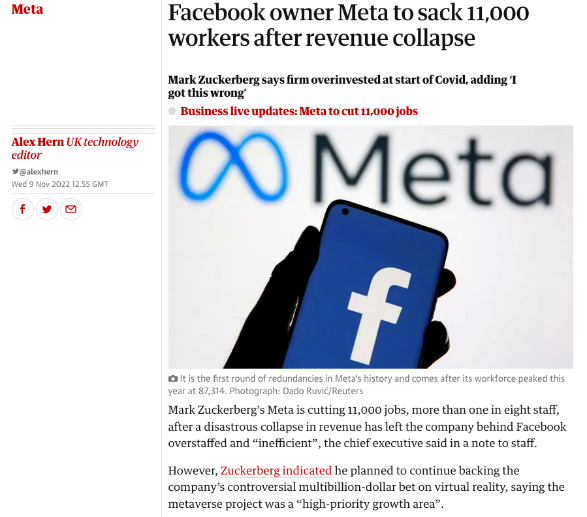 Meta
Facebook owner Meta to sack 11,000
workers after revenue collapse
Mark Zuckerberg says firm overinvested at start of Covid, adding ‘I
got this wrong’
Business live updates: Meta to cut 11,000 jobs
Alex Hern UK technology
editor
@alexhern
Wed 9 Nov 2022 12.55 GMT
Meta
It is the first round of redundancies in Meta's history and comes after its workforce peaked this
year at 87,314. Photograph: Dado Ruvić/Reuters
Mark Zuckerberg’s Meta is cutting 11,000 jobs, more than one in eight staff,
after a disastrous collapse in revenue has left the company behind Facebook
overstaffed and “inefficient”, the chief executive said in a note to staff.
However, Zuckerberg indicated he planned to continue backing the
company’s controversial multibillion-dollar bet on virtual reality, saying the
metaverse project was a “high-priority growth area”.